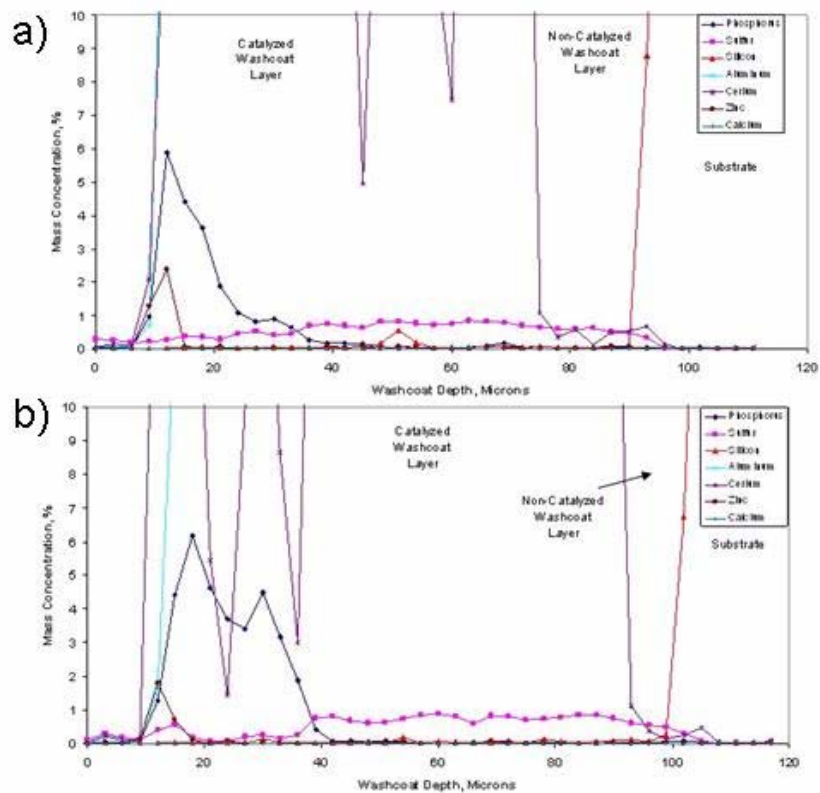 a)
10
9
8
7
6
5
4
3
2
1
0
Mass Concentration, %
Catalyzed
Washcoat
Layer
Non-Catalyzed
Washcoat
Layer
Phosphorus
Sulfur
Silicon
Aluminum
Cerium
Zinc
Calcium
Substrate
0
20
40
60
80
100
120
Washcoat Depth, Microns
b)
10
9
8
7
6
5
4
3
2
1
0
Mass Concentration, %
Catalyzed
Washcoat
Layer
Non-Catalyzed
Washcoat
Layer
Phosphorus
Sulfur
Silicon
Aluminum
Cerium
Zinc
Calcium
Substrate
0
20
40
60
80
100
120
Washcoat Depth, Microns